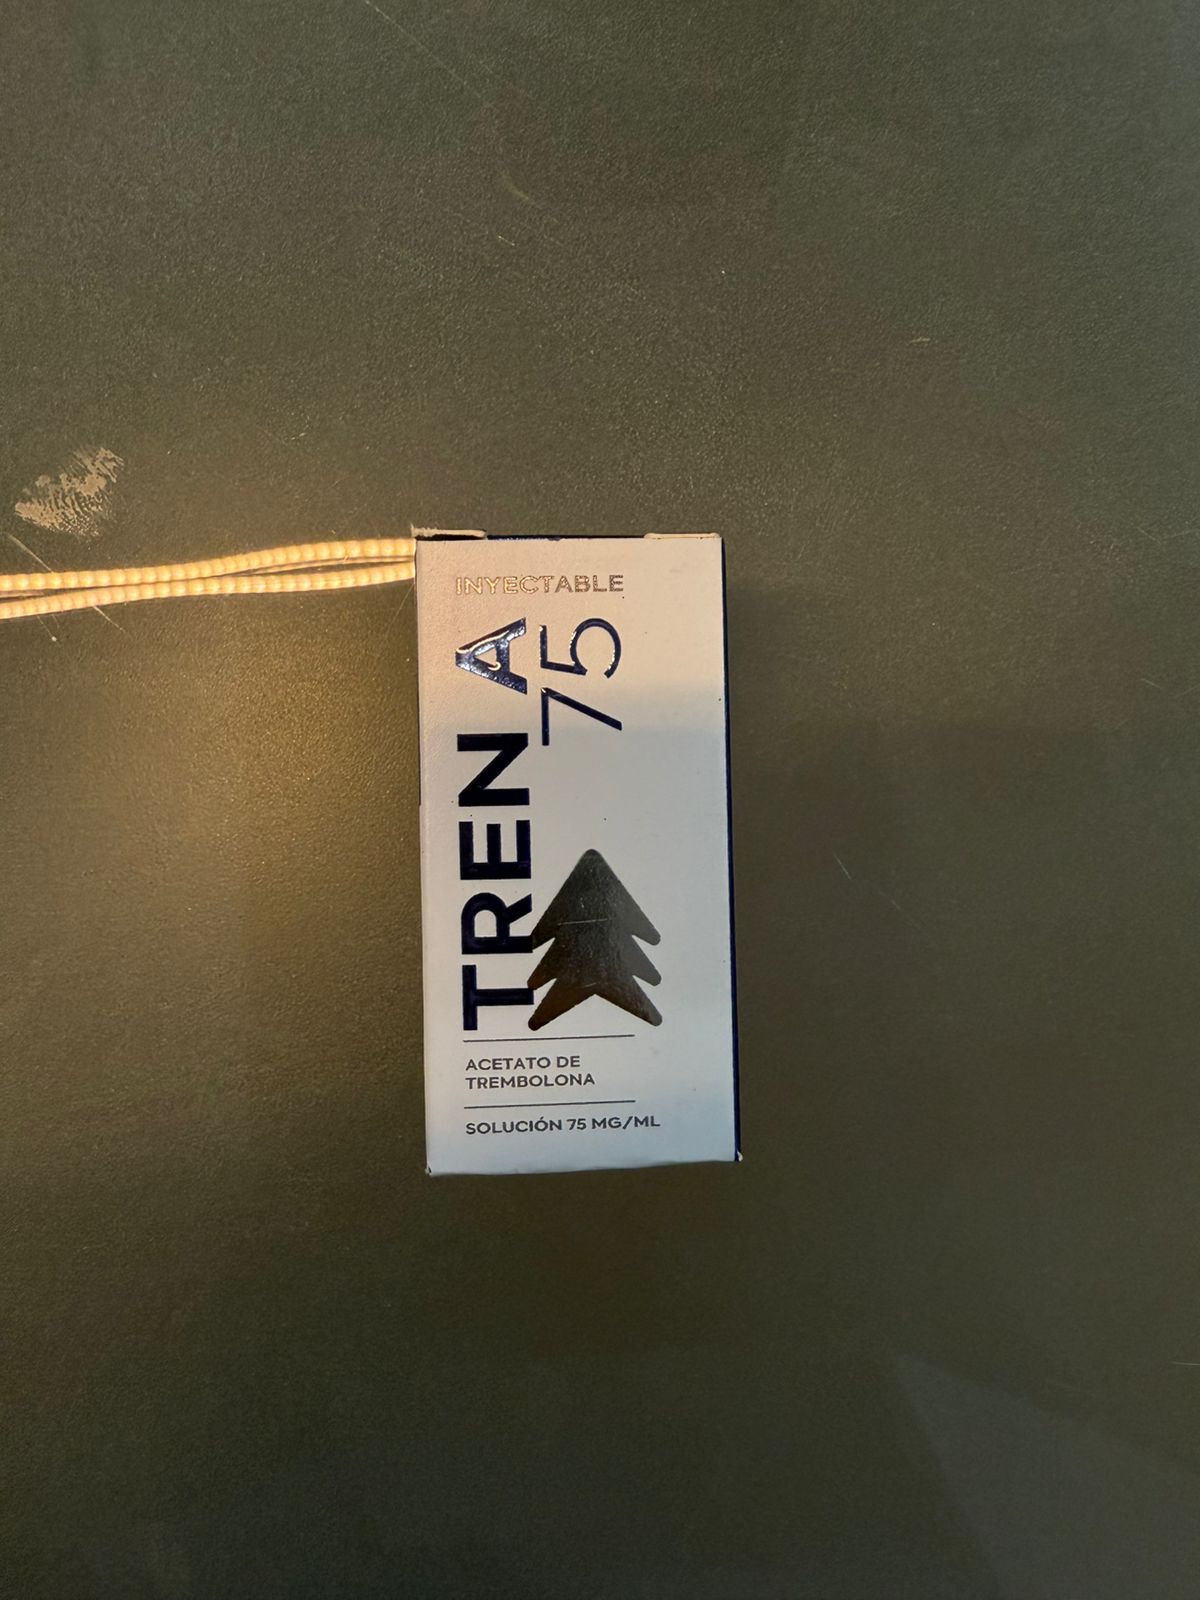 INYECTABLE
TREN A
75
ACETATO DE
TREMBOLONA
SOLUCIÓN 75 MG/ML